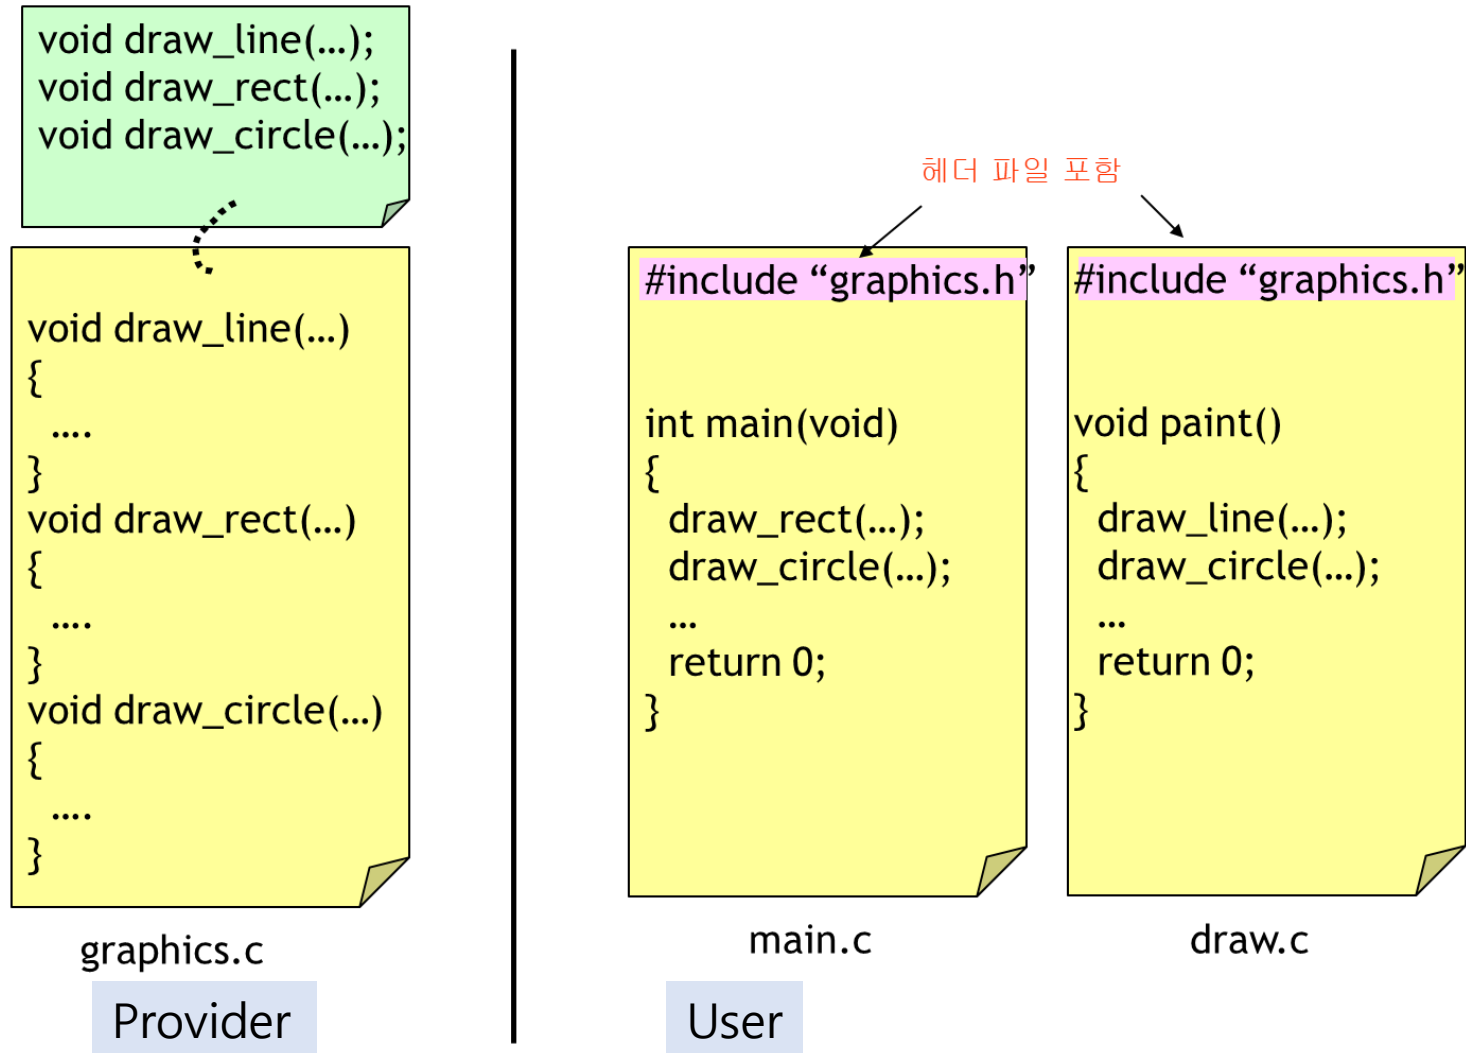 void draw_line(…);
void draw_rect(…);
void draw_circle(…);
void draw_line(…)
{
….
}
void draw_rect(…)
{
….
}
void draw_circle(…)
{
….
}
graphics.c
Provider
헤더 파일 포함
#include “graphics.h”
int main(void)
{
draw_rect(…);
draw_circle(…);
…
return 0;
}
main.c
#include “graphics.h”
void paint()
{
draw_line(…);
draw_circle(…);
…
return 0;
}
draw.c
User